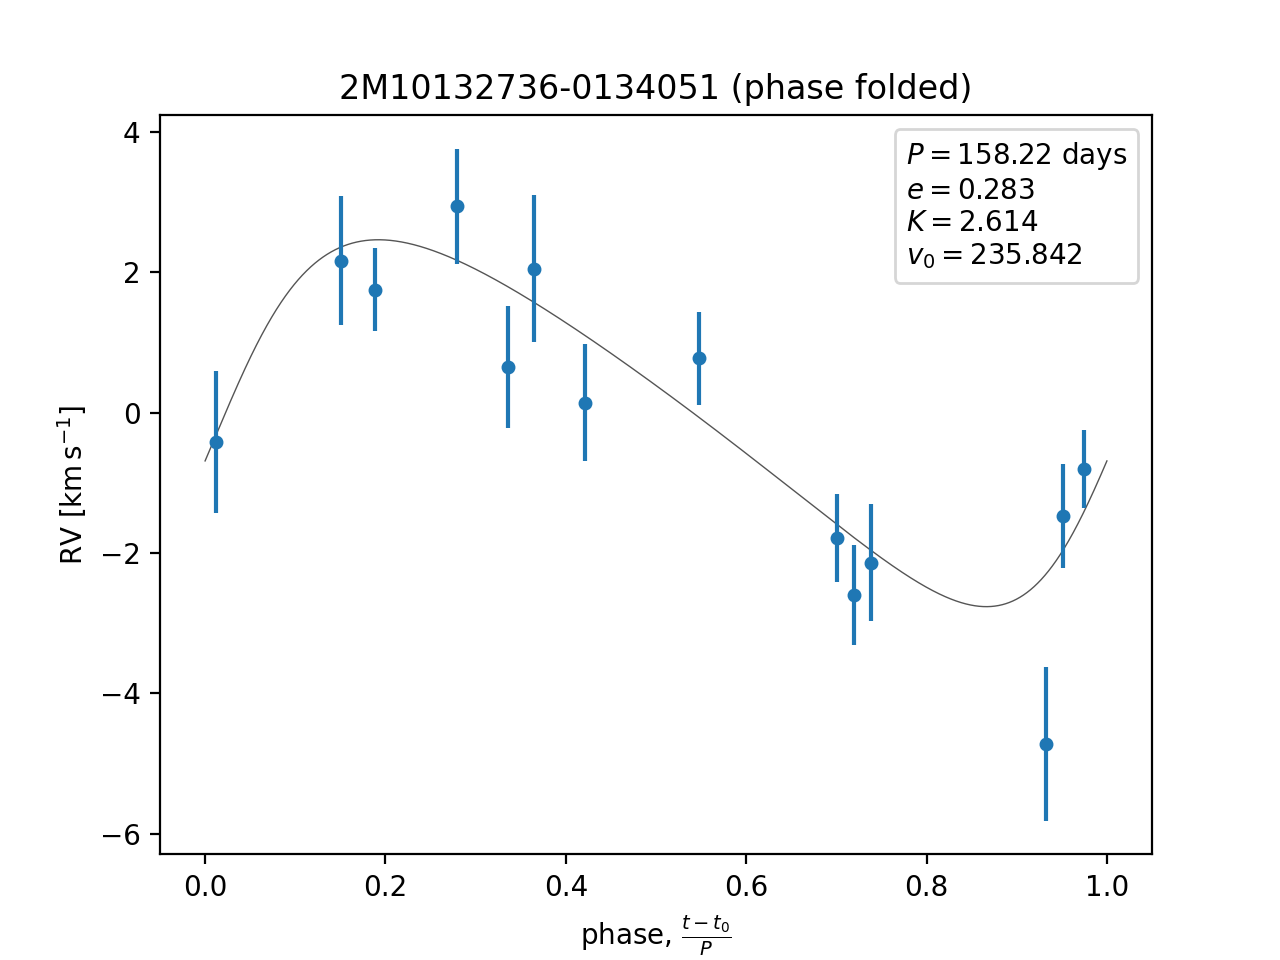 2M10132736-0134051 (phase folded)
P = 158.22 days
e = 0.283
K = 2.614
v₀ = 235.842
4
2
0
−2
−4
−6
RV [km s⁻¹]
0.0 0.2 0.4 0.6 0.8 1.0
phase, (t − t₀)/P